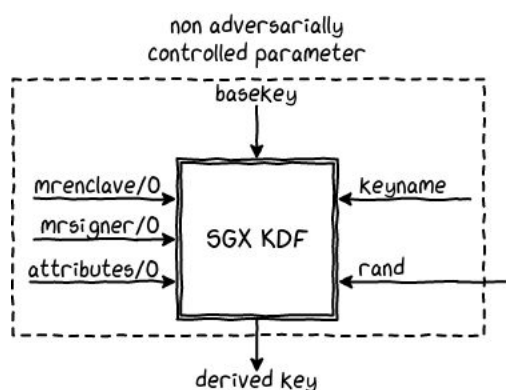 non adversarially
controlled parameter
basekey
mrenclave/0
keyname
mrsigner/0
SGX KDF
attributes/0
rand
derived key